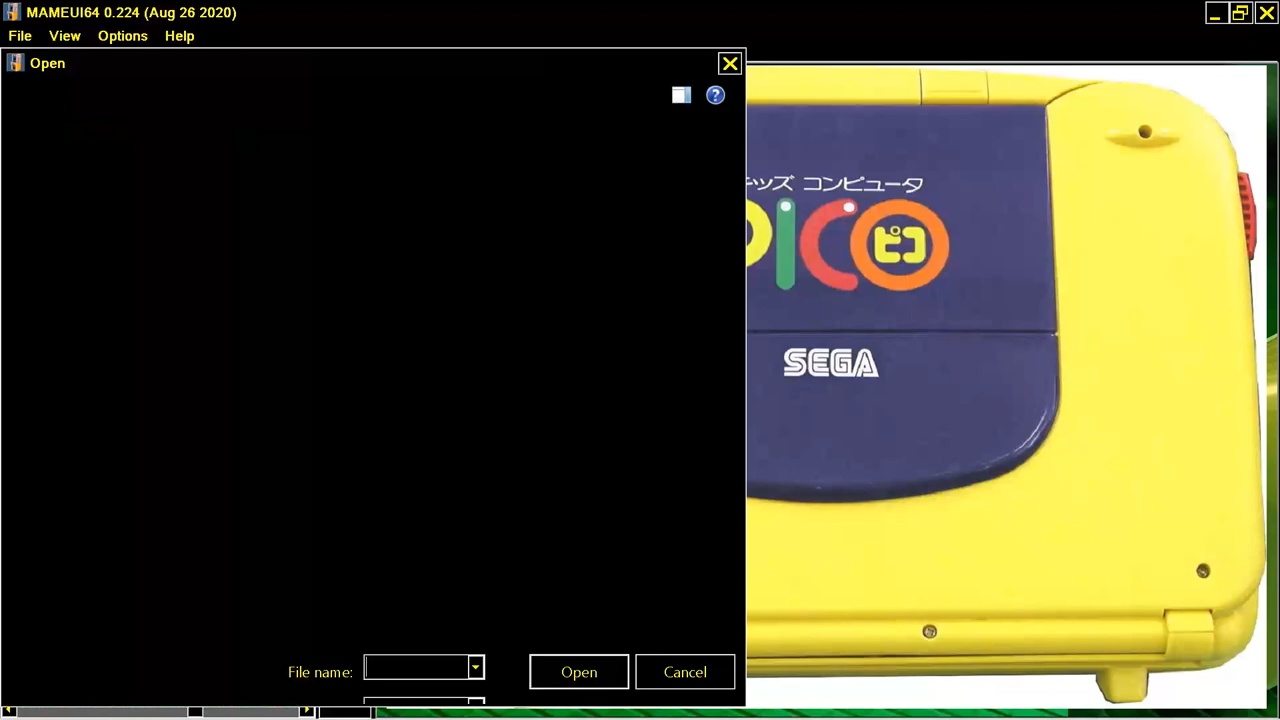 MAMEUI64 0.224 (Aug 26 2020)
File View Options Help
Open
ッズ コンピュータ
PICO
ピコ
SEGA
File name:
Open
Cancel